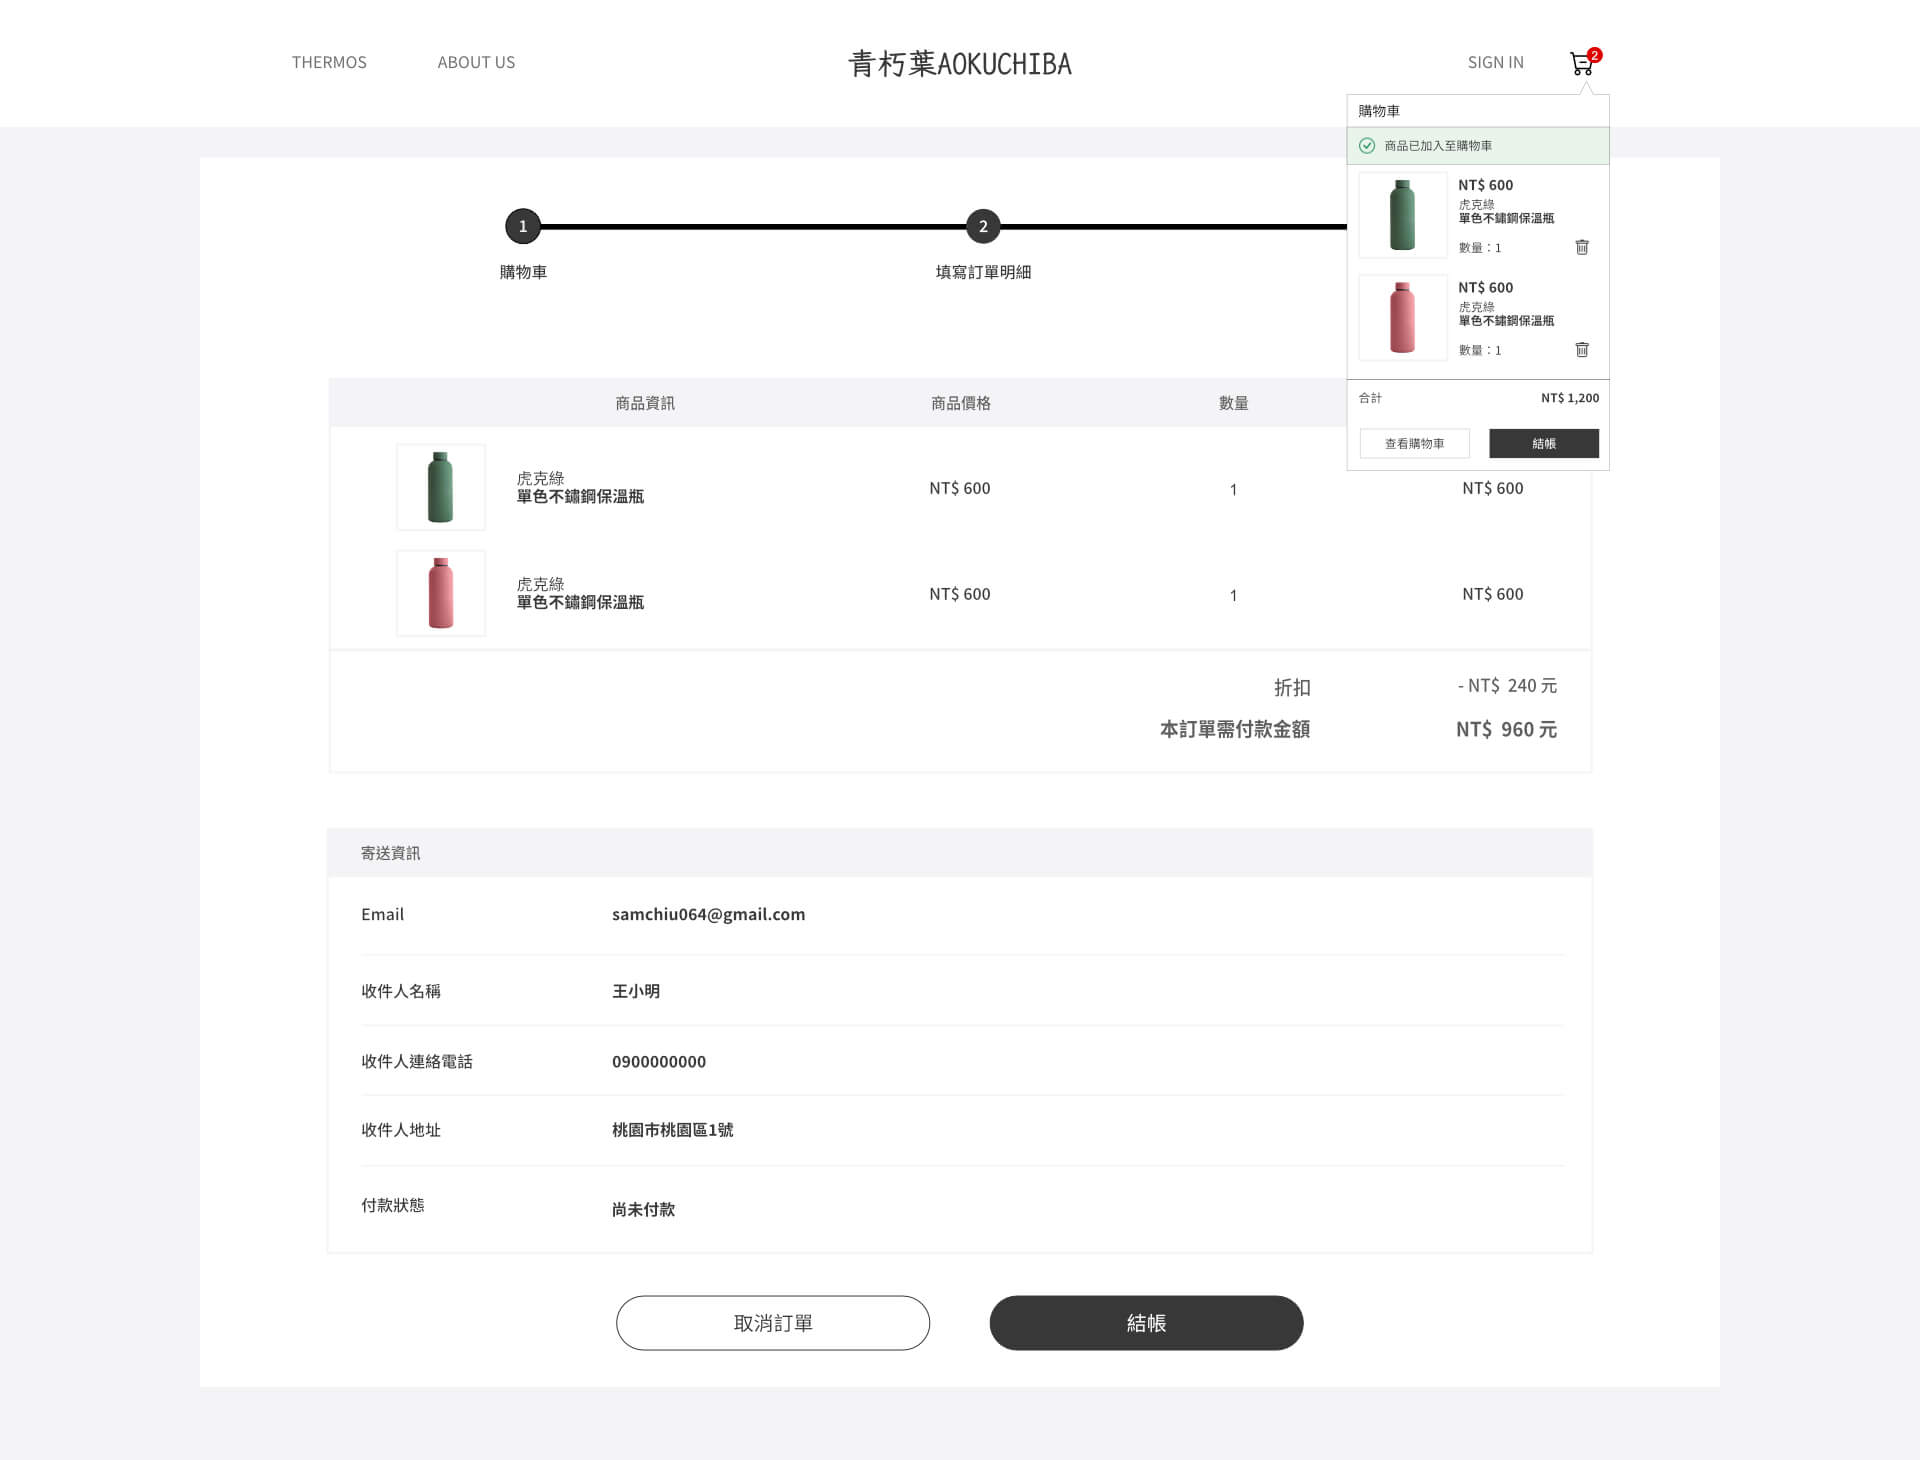 THERMOS
ABOUT US
青朽葉AOKUCHIBA
SIGN IN
2
購物車
商品已加入至購物車
NT$ 600
虎克綠
單色不鏽鋼保溫瓶
數量：1
NT$ 600
虎克綠
單色不鏽鋼保溫瓶
數量：1
合計
NT$ 1,200
查看購物車
結帳
1
2
購物車
填寫訂單明細
商品資訊
商品價格
數量
虎克綠
單色不鏽鋼保溫瓶
NT$ 600
1
NT$ 600
虎克綠
單色不鏽鋼保溫瓶
NT$ 600
1
NT$ 600
折扣
- NT$ 240 元
本訂單需付款金額
NT$ 960 元
寄送資訊
Email
samchiu064@gmail.com
收件人名稱
王小明
收件人連絡電話
0900000000
收件人地址
桃園市桃園區1號
付款狀態
尚未付款
取消訂單
結帳